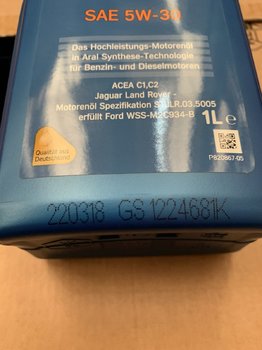 SAE 5W-30
Das Hochleistungs-Motorenöl
in Aral Synthese-Technologie
für Benzin- und Dieselmotoren
ACEA C1,C2
Jaguar Land Rover -
Motorenöl Spezifikation STJLR.03.5005
erfüllt Ford WSS-M2C934-B
1L e
Qualität aus
Deutschland
P820867-05
220318 GS 1224681K